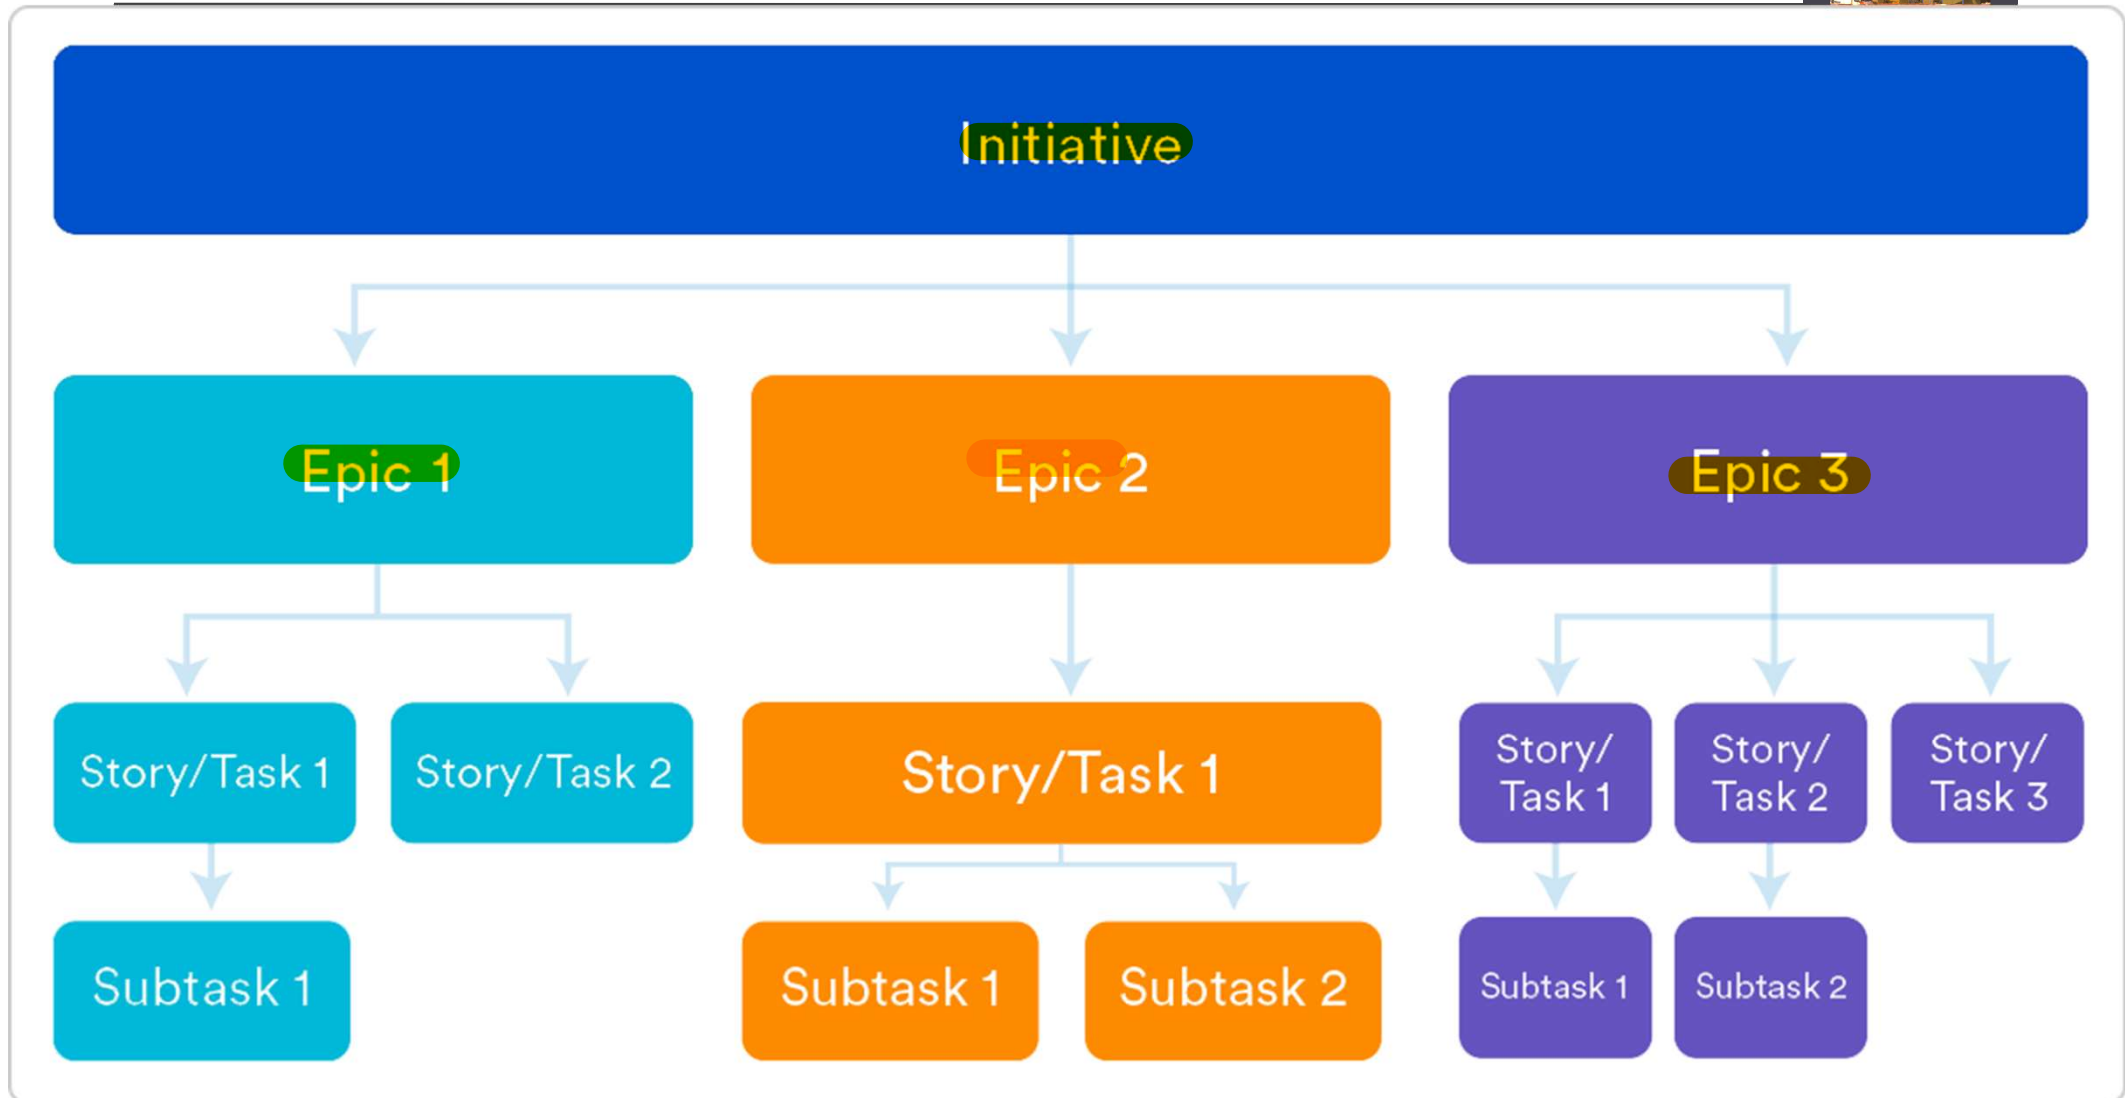 Initiative
Epic 1
Epic 2
Epic 3
Story/Task 1
Story/Task 2
Story/Task 1
Story/
Task 1
Story/
Task 2
Story/
Task 3
Subtask 1
Subtask 1
Subtask 2
Subtask 1
Subtask 2